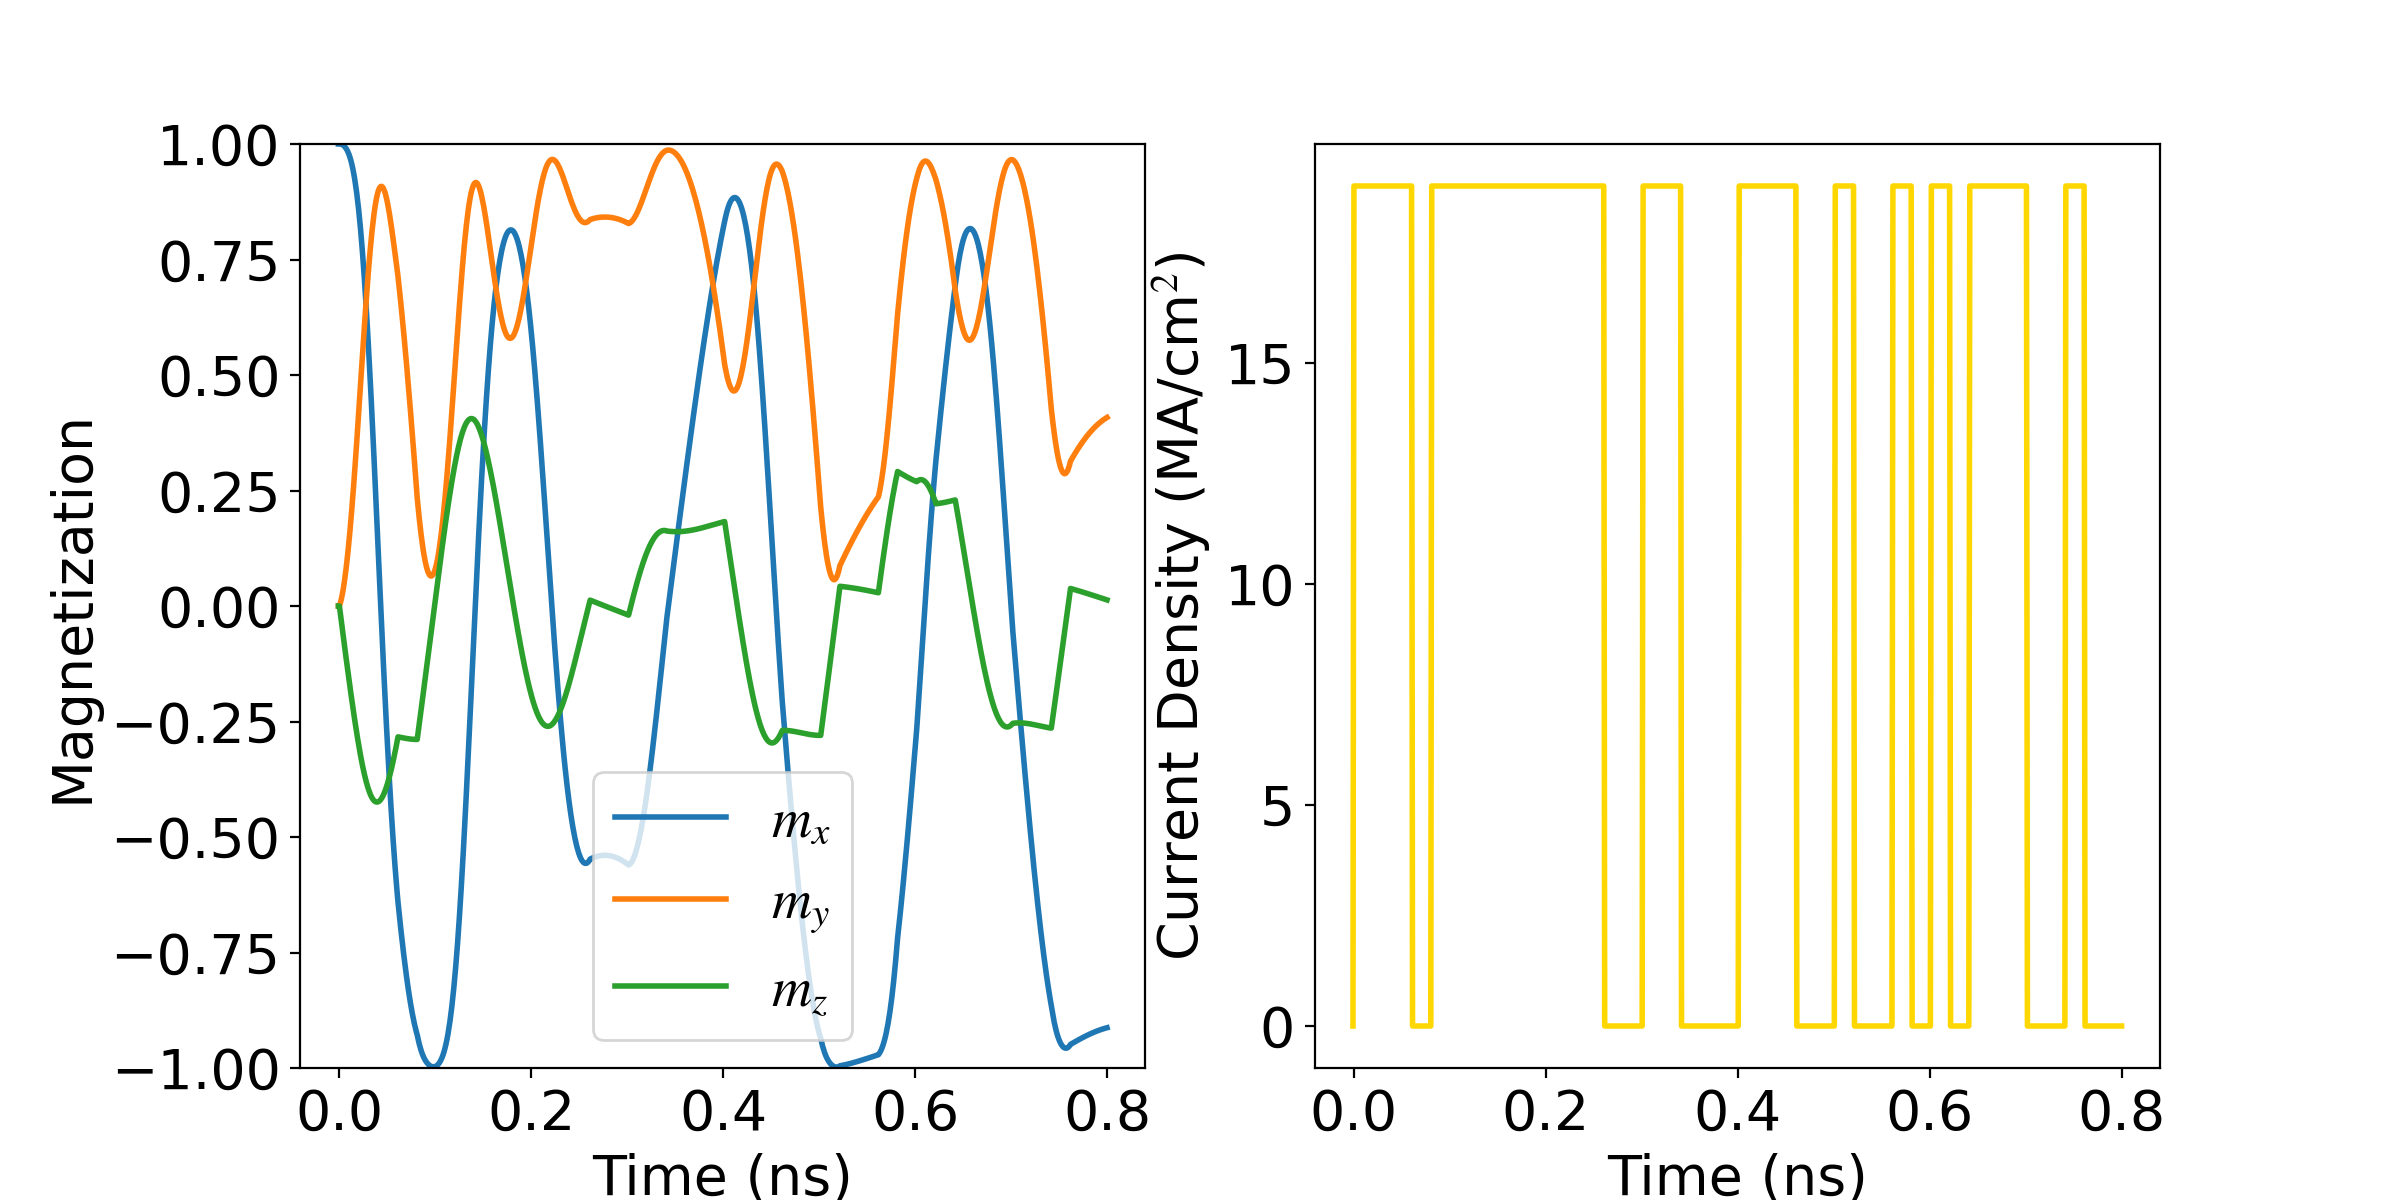 Magnetization
1.00
0.75
0.50
0.25
0.00
−0.25
−0.50
−0.75
−1.00
0.0 0.2 0.4 0.6 0.8
Time (ns)
m_x
m_y
m_z
Current Density (MA/cm²)
15
10
5
0
0.0 0.2 0.4 0.6 0.8
Time (ns)